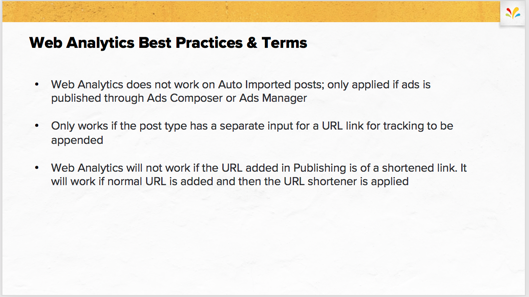 Web Analytics Best Practices & Terms
• Web Analytics does not work on Auto Imported posts; only applied if ads is
published through Ads Composer or Ads Manager
• Only works if the post type has a separate input for a URL link for tracking to be
appended
• Web Analytics will not work if the URL added in Publishing is of a shortened link. It
will work if normal URL is added and then the URL shortener is applied